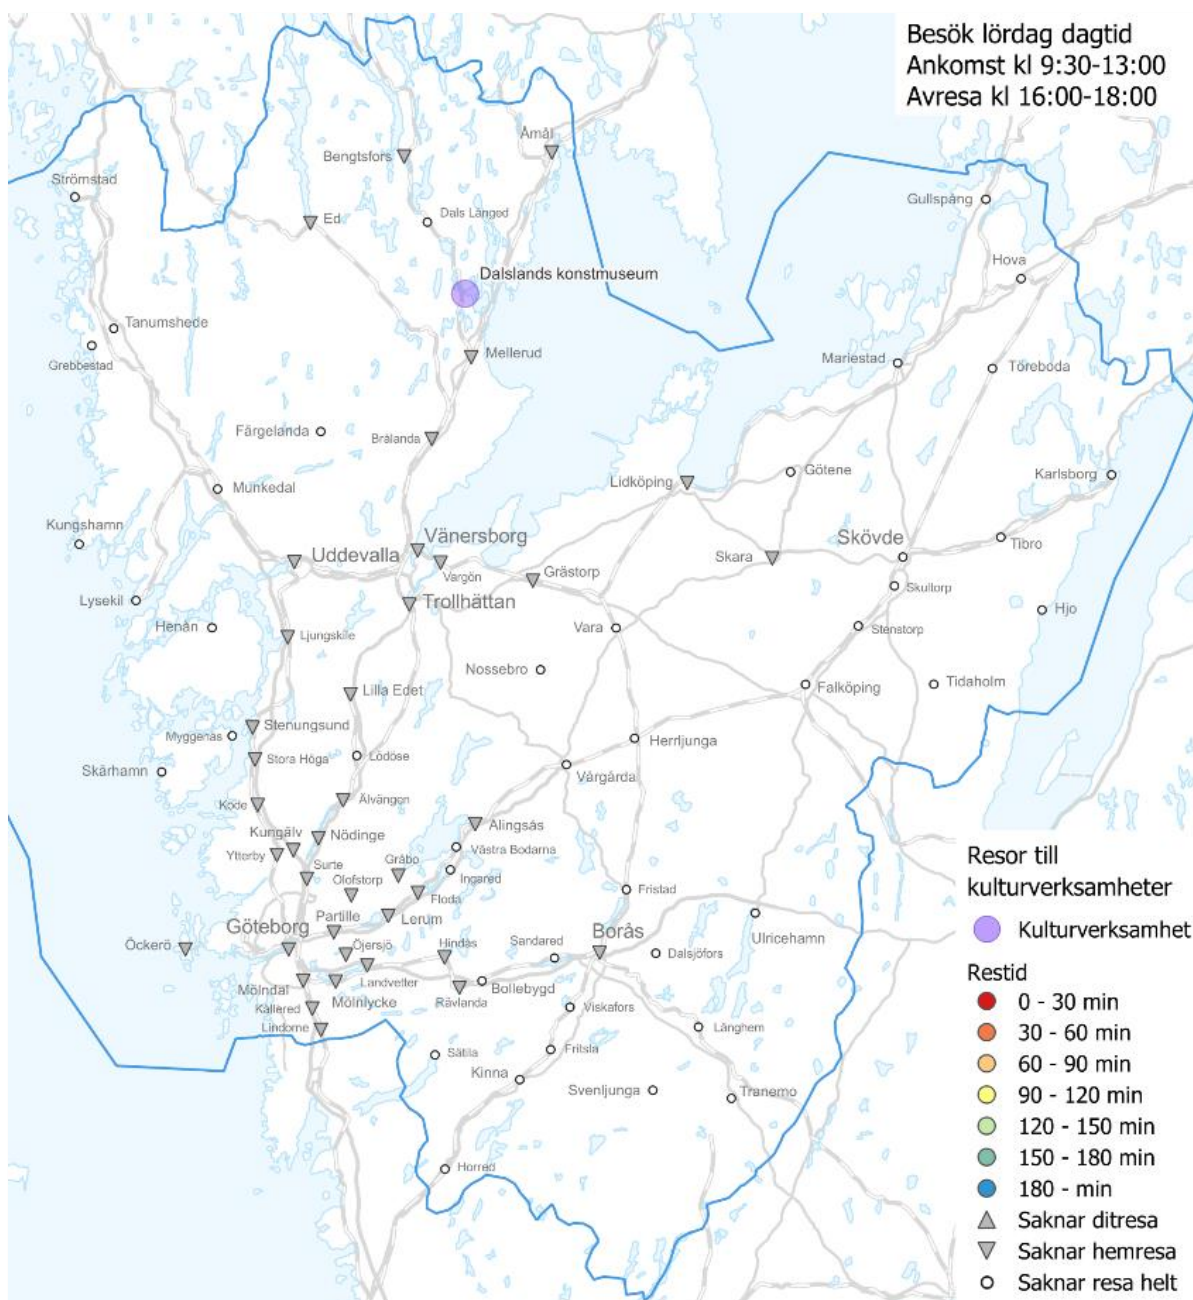 Besök lördag dagtid
Ankomst kl 9:30-13:00
Avresa kl 16:00-18:00
Åmål
Bengtsfors
Strömstad
Gullspång
Ed
Dals Långed
Hova
Dalslands konstmuseum
Tanumshede
Grebbestad
Mellerud
Mariestad
Töreboda
Färgelanda
Brålanda
Lidköping
Götene
Karlsborg
Munkedal
Kungshamn
Vänersborg
Skövde
Tibro
Uddevalla
Skara
Vargön
Grästorp
Skultorp
Lysekil
Trollhättan
Hjo
Henån
Ljungskile
Vara
Stenstorp
Nossebro
Lilla Edet
Falköping
Tidaholm
Stenungsund
Myggenäs
Herrljunga
Stora Höga
Lödöse
Skärhamn
Vårgårda
Kode
Älvängen
Alingsås
Kungälv
Nödinge
Ytterby
Västra Bodarna
Surte
Gråbo
Olofstorp
Ingared
Floda
Fristad
Partille
Lerum
Göteborg
Borås
Ulricehamn
Öckerö
Öjersjö
Hindås
Sandared
Dalsjöfors
Landvetter
Mölndal
Mölnlycke
Rävlanda
Bollebygd
Kållered
Viskafors
Lindome
Länghem
Sätila
Fritsla
Kinna
Svenljunga
Tranemo
Horred
Resor till
kulturverksamheter
Kulturverksamhet
Restid
0 - 30 min
30 - 60 min
60 - 90 min
90 - 120 min
120 - 150 min
150 - 180 min
180 - min
Saknar ditresa
Saknar hemresa
Saknar resa helt